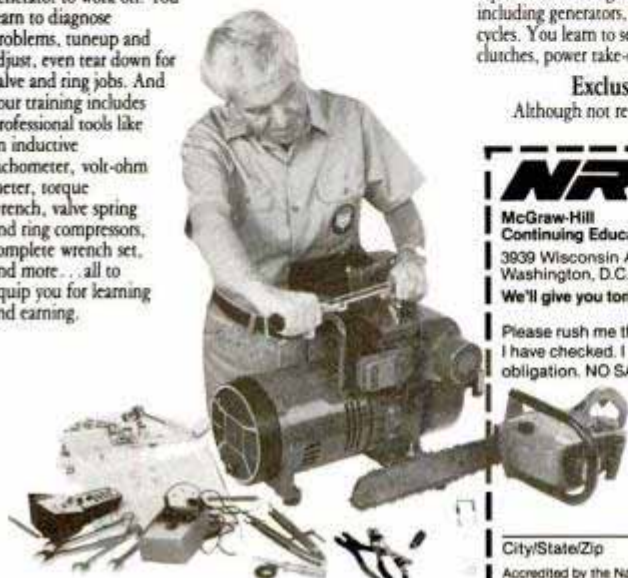 generator to work on. You
learn to diagnose
problems, tuneup and
adjust, even tear down for
valve and ring jobs. And
your training includes
professional tools like
an inductive
tachometer, volt-ohm
meter, torque
wrench, valve spring
and ring compressors,
complete wrench set,
and more...all to
equip you for learning
and earning.
including generators,
cycles. You learn to se
clutches, power take-
Exclus
Although not re
NR
McGraw-Hill
Continuing Educa
3939 Wisconsin A
Washington, D.C.
We'll give you tom
Please rush me th
I have checked. I
obligation. NO SA
City/State/Zip
Accredited by the Na